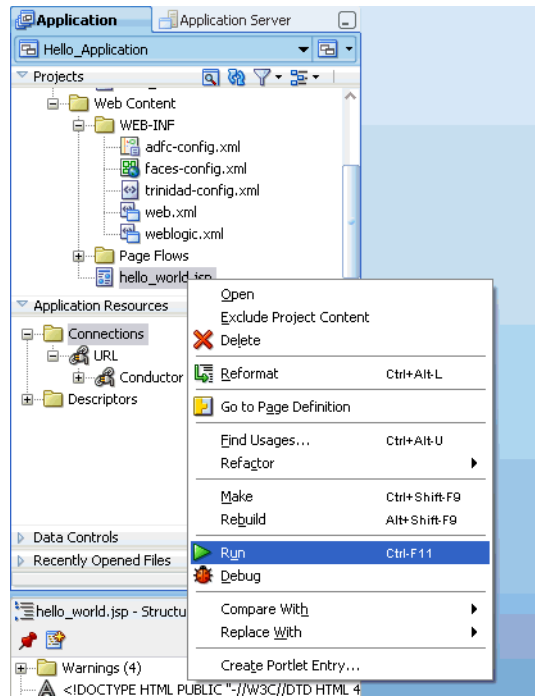 Application Application Server
Hello_Application
Projects
Web Content
WEB-INF
adfc-config.xml
faces-config.xml
trinidad-config.xml
web.xml
weblogic.xml
Page Flows
hello_world.jsp
Application Resources
Connections
URL
Conductor
Descriptors
Data Controls
Recently Opened Files
Open
Exclude Project Content
Delete
Reformat Ctrl+Alt-L
Go to Page Definition
Find Usages... Ctrl+Alt-U
Refactor
Make Ctrl+Shift-F9
Rebuild Alt+Shift-F9
Run Ctrl-F11
Debug
Compare With
Replace With
Create Portlet Entry...
hello_world.jsp - Structu
Warnings (4)
<!DOCTYPE HTML PUBLIC "-//W3C//DTD HTML 4